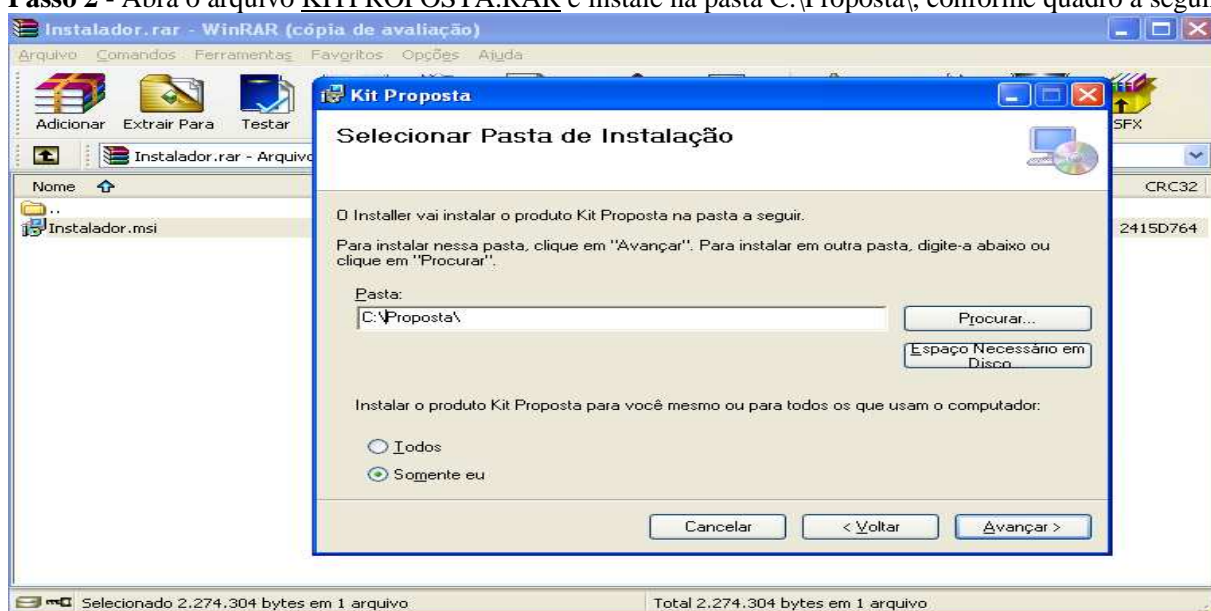 Passo 2 - Abra o arquivo KITPROPOSTA.RAR e instale na pasta C:\Proposta\, conforme quadro a segui
Instalador.rar - WinRAR (cópia de avaliação)
Arquivo Comandos Ferramentas Favoritos Opções Ajuda
Adicionar Extrair Para Testar
SFX
Instalador.rar - Arquivo
Nome
CRC32
..
Instalador.msi
2415D764
Kit Proposta
Selecionar Pasta de Instalação
O Installer vai instalar o produto Kit Proposta na pasta a seguir.
Para instalar nessa pasta, clique em "Avançar". Para instalar em outra pasta, digite-a abaixo ou
clique em "Procurar".
Pasta:
C:\Proposta\
Procurar...
Espaço Necessário em
Disco
Instalar o produto Kit Proposta para você mesmo ou para todos os que usam o computador:
Todos
Somente eu
Cancelar
< Voltar
Avançar >
Selecionado 2.274.304 bytes em 1 arquivo
Total 2.274.304 bytes em 1 arquivo